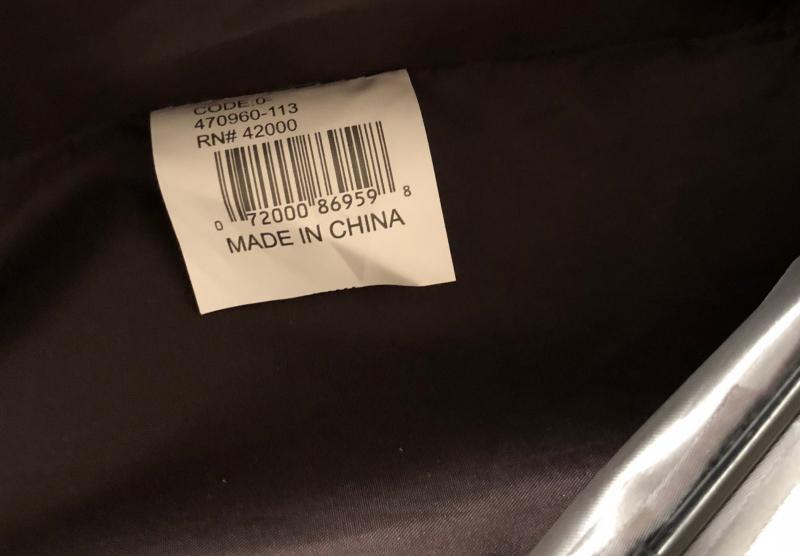 CODE 0-
470960-113
RN# 42000
0 72000 86959 8
MADE IN CHINA